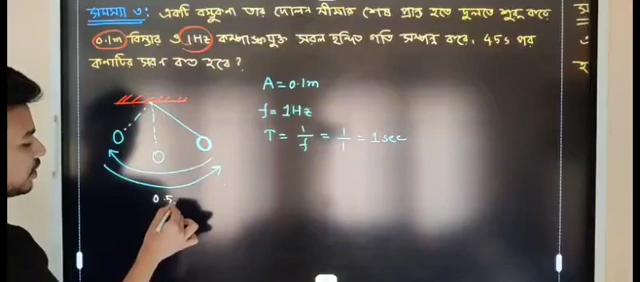 সমস্যা ৩: একটি বস্তুকণা তার দোলন সীমার শেষ প্রান্ত হতে দুলতে শুরু করে
0.1m বিস্তার ও 1Hz কম্পাঙ্কযুক্ত সরল ছন্দিত গতি সম্পন্ন করে, 45s পর
কণাটির সরণ কত হবে?
A = 0.1m
f = 1Hz
T = 1/f = 1/1 = 1sec
0.5